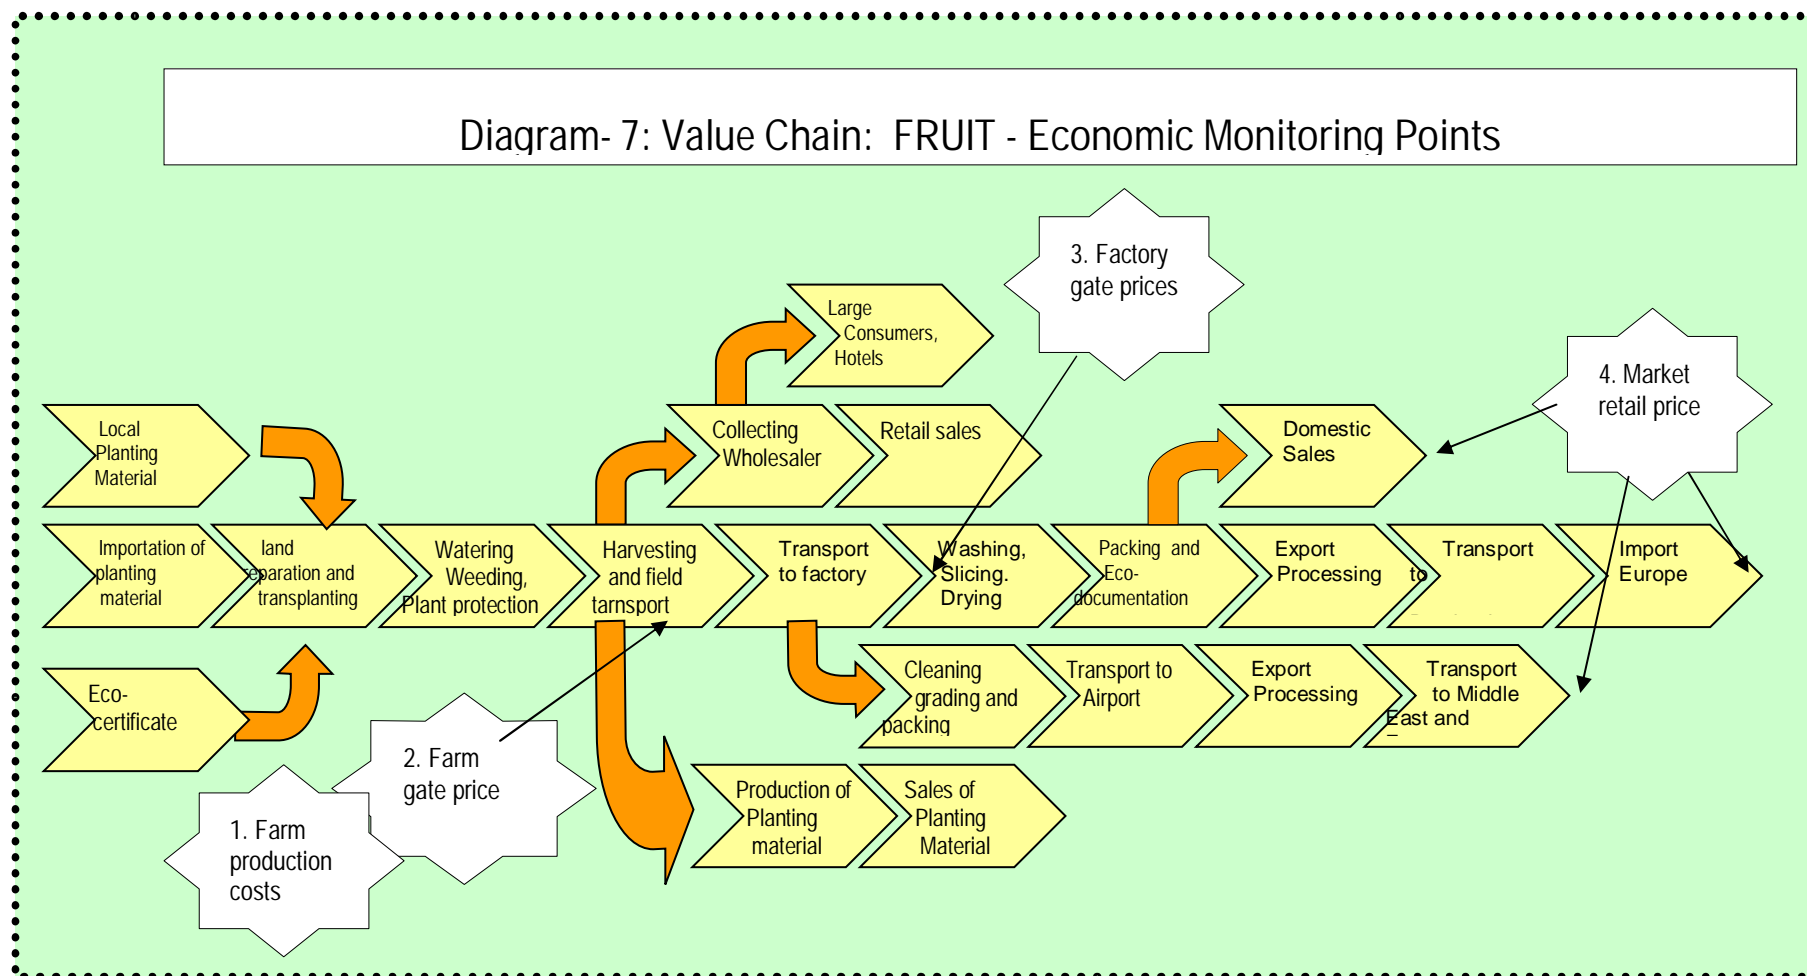 Diagram- 7: Value Chain:  FRUIT - Economic Monitoring Points
3. Factory
gate prices
Large
Consumers,
Hotels
4. Market
retail price
Local
Planting
Material
Collecting
Wholesaler
Retail sales
Domestic
Sales
Importation of
planting
material
land
eparation and
transplanting
Watering
Weeding,
Plant protection
Harvesting
and field
tarnsport
Transport
to factory
Washing,
Slicing.
Drying
Packing  and
Eco-
documentation
Export
Processing
Transport
to
Import
Europe
Eco-
certificate
Cleaning
grading and
packing
Transport to
Airport
Export
Processing
Transport
to Middle
East and
2. Farm
gate price
1. Farm
production
costs
Production of
Planting
material
Sales of
Planting
Material